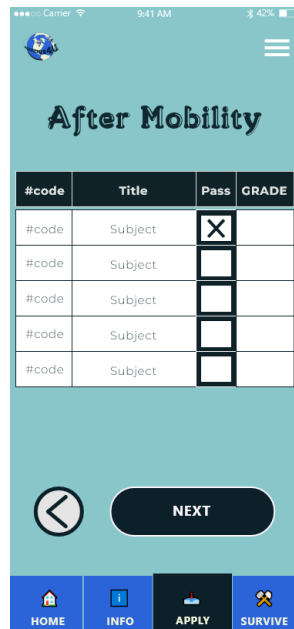 Carrier 9:41 AM 42%
After Mobility
#code Title Pass GRADE
#code Subject X
#code Subject
#code Subject
#code Subject
#code Subject
NEXT
HOME INFO APPLY SURVIVE